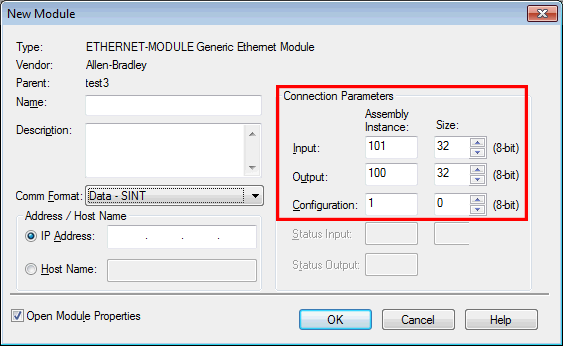 New Module
Type: ETHERNET-MODULE Generic Ethernet Module
Vendor: Allen-Bradley
Parent: test3
Name:
Description:
Comm Format: Data - SINT
Address / Host Name
IP Address: . . .
Host Name:
Connection Parameters
Assembly
Instance: Size:
Input: 101 32 (8-bit)
Output: 100 32 (8-bit)
Configuration: 1 0 (8-bit)
Status Input:
Status Output:
Open Module Properties
OK Cancel Help